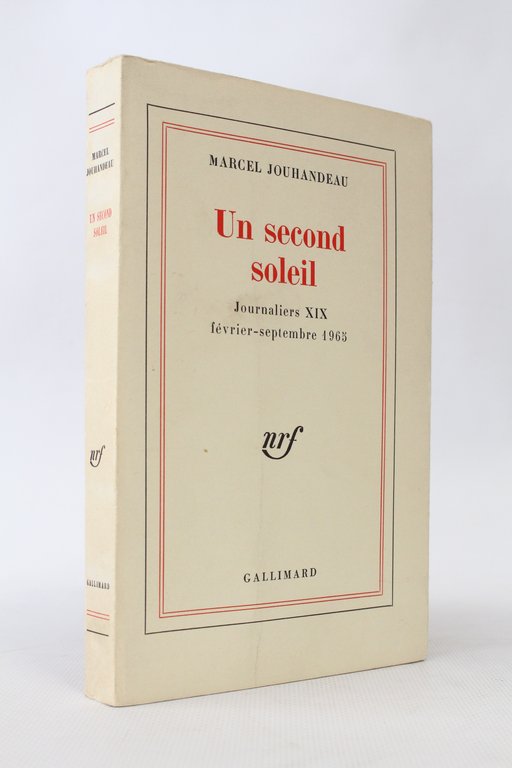 MARCEL
JOUHANDEAU
UN SECOND
SOLEIL
nrf
GALLIMARD
MARCEL JOUHANDEAU
Un second
soleil
Journaliers XIX
février-septembre 1965
nrf
GALLIMARD